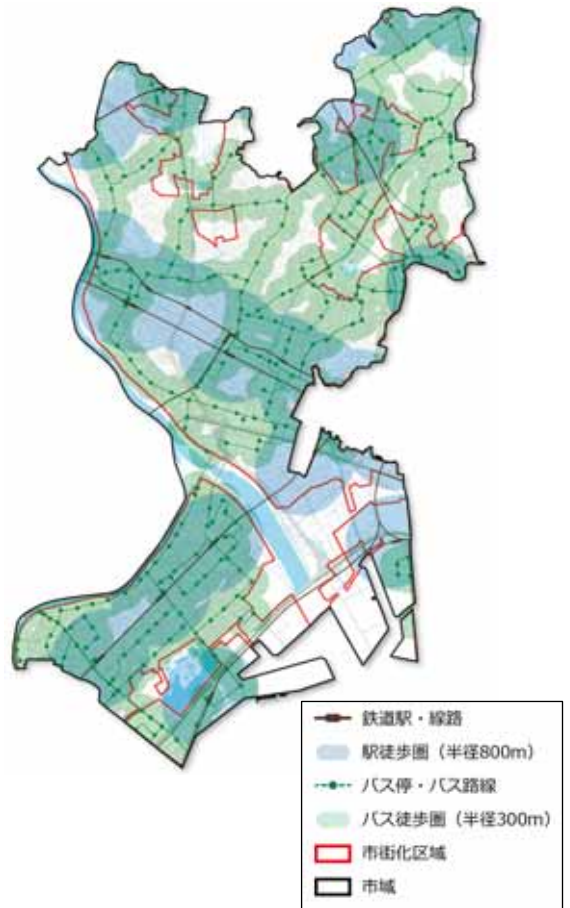 鉄道駅・線路
駅徒歩圏（半径800m）
バス停・バス路線
バス徒歩圏（半径300m）
市街化区域
市域